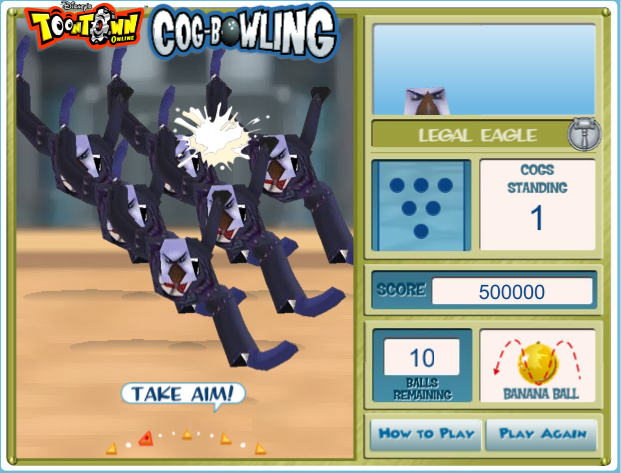 Disney's
TOONTOWN
ONLINE
COG-BOWLING
LEGAL EAGLE
COGS
STANDING
1
SCORE
500000
10
BALLS
REMAINING
BANANA BALL
TAKE AIM!
HOW TO PLAY
PLAY AGAIN